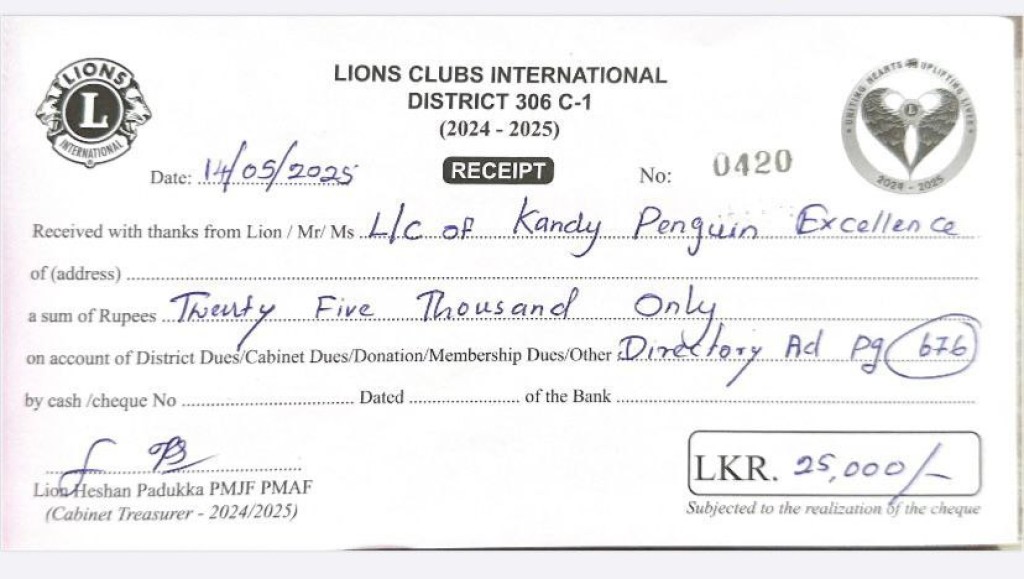 LIONS
L
INTERNATIONAL
LIONS CLUBS INTERNATIONAL
DISTRICT 306 C-1
(2024 - 2025)
UNITING HEARTS UPLIFTING LIVES
L
2024 - 2025
Date: 14/05/2025 RECEIPT No: 0420
Received with thanks from Lion / Mr/ Ms L/C of Kandy Penguin Excellence
of (address)
a sum of Rupees Twenty Five Thousand Only
on account of District Dues/Cabinet Dues/Donation/Membership Dues/Other : Directory Ad pg 676
by cash /cheque No Dated of the Bank
Lion Heshan Padukka PMJF PMAF
(Cabinet Treasurer - 2024/2025)
LKR. 25,000/-
Subjected to the realization of the cheque